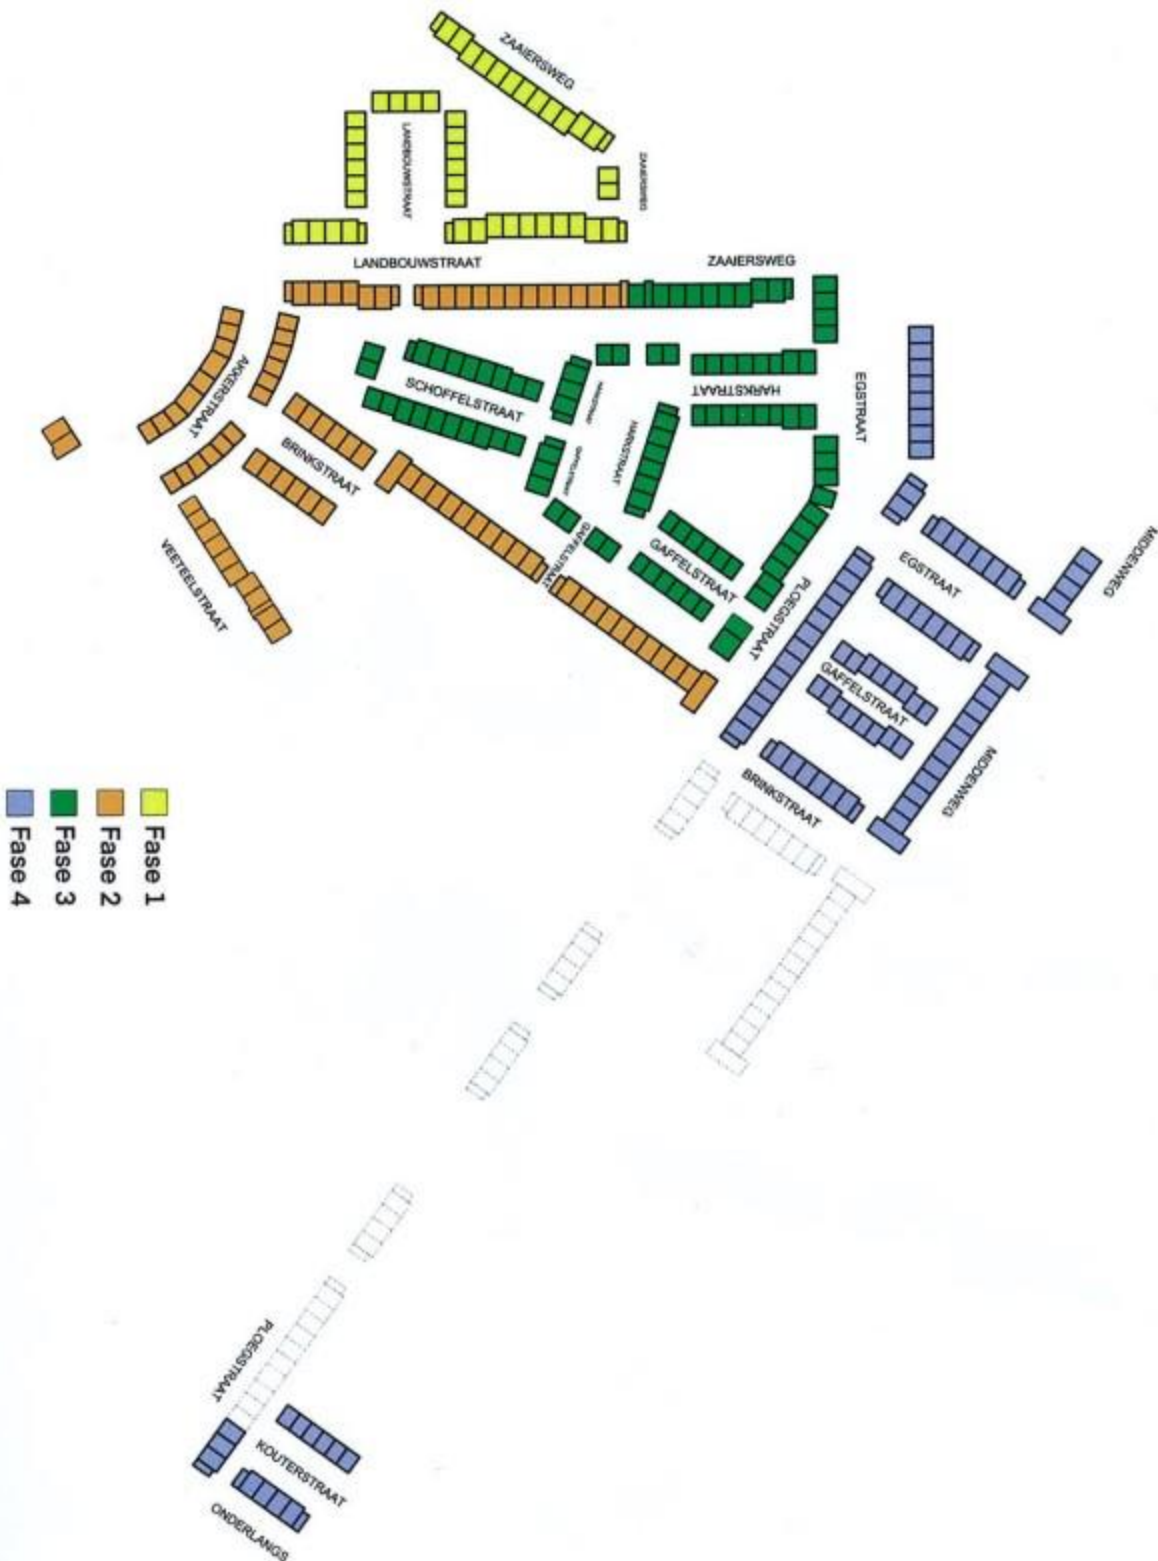 ZAAIERSWEG
LANDBOUWSTRAAT
ZAAIERSWEG
LANDBOUWSTRAAT
ZAAIERSWEG
AKKERSTRAAT
SCHOFFELSTRAAT
HARKSTRAAT
EGSTRAAT
HARKSTRAAT
BRINKSTRAAT
GAFFELSTRAAT
GAFFELSTRAAT
VEETEELSTRAAT
PLOEGSTRAAT
EGSTRAAT
MIDDENWEG
GAFFELSTRAAT
BRINKSTRAAT
MIDDENWEG
Fase 1
Fase 2
Fase 3
Fase 4
PLOEGSTRAAT
KOUTERSTRAAT
ONDERLANGS